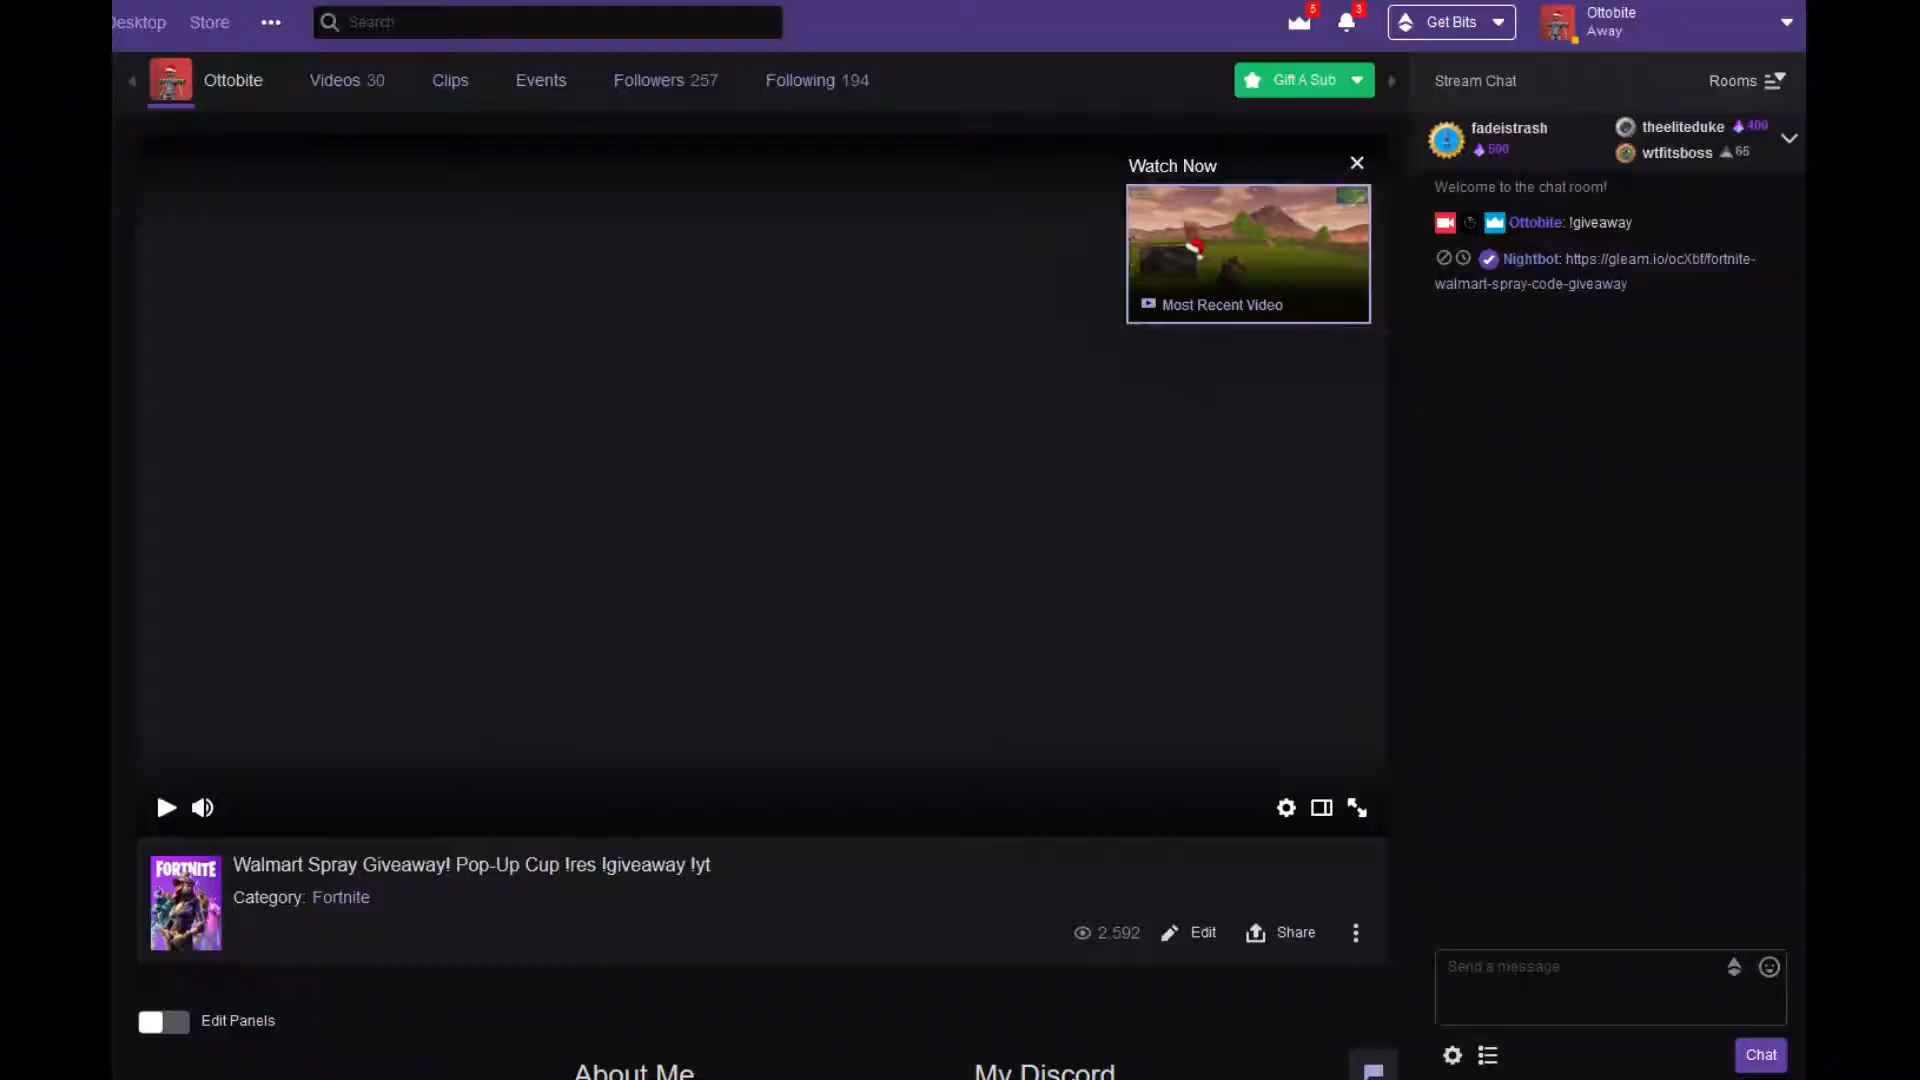 Desktop Store Search 5 3 Get Bits Ottobite
Away
Ottobite Videos 30 Clips Events Followers 257 Following 194 Gift A Sub Stream Chat Rooms
fadeistrash theeliteduke 400
500 wtfitsboss 65
Watch Now
Welcome to the chat room!
Ottobite: !giveaway
Nightbot: https://gleam.io/ocXbf/fortnite-
walmart-spray-code-giveaway
Most Recent Video
FORTNITE
Walmart Spray Giveaway! Pop-Up Cup !res !giveaway !yt
Category: Fortnite
2,592 Edit Share
Send a message
Edit Panels
Chat
About Me My Discord